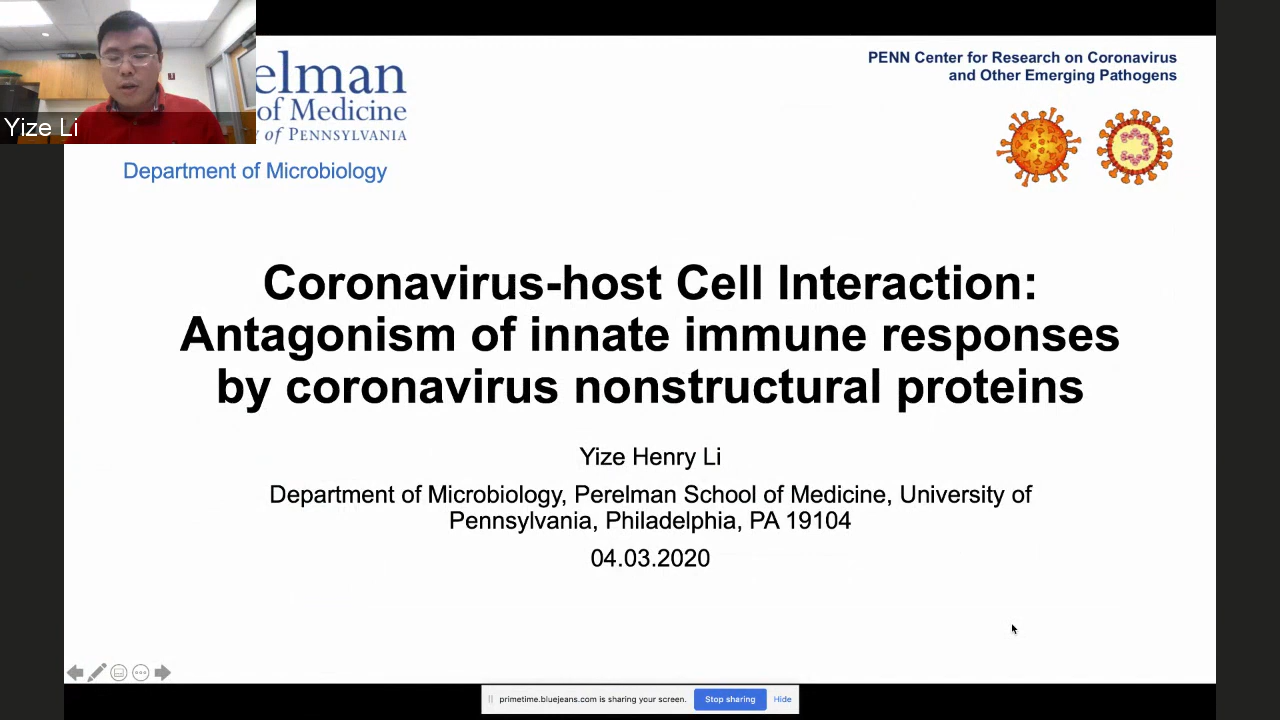 Yize Li
elman
of Medicine
y of PENNSYLVANIA
Department of Microbiology
PENN Center for Research on Coronavirus
and Other Emerging Pathogens
Coronavirus-host Cell Interaction:
Antagonism of innate immune responses
by coronavirus nonstructural proteins
Yize Henry Li
Department of Microbiology, Perelman School of Medicine, University of
Pennsylvania, Philadelphia, PA 19104
04.03.2020
primetime.bluejeans.com is sharing your screen. Stop sharing Hide